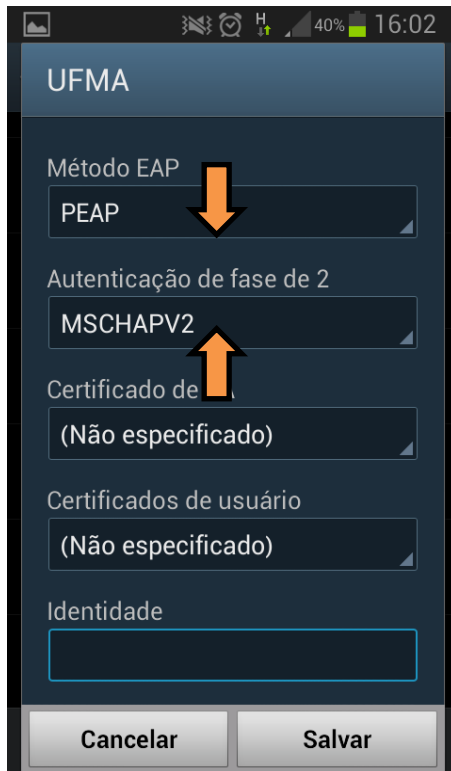 H 40% 16:02
UFMA
Método EAP
PEAP
Autenticação de fase de 2
MSCHAPV2
Certificado de
(Não especificado)
Certificados de usuário
(Não especificado)
Identidade
Cancelar Salvar